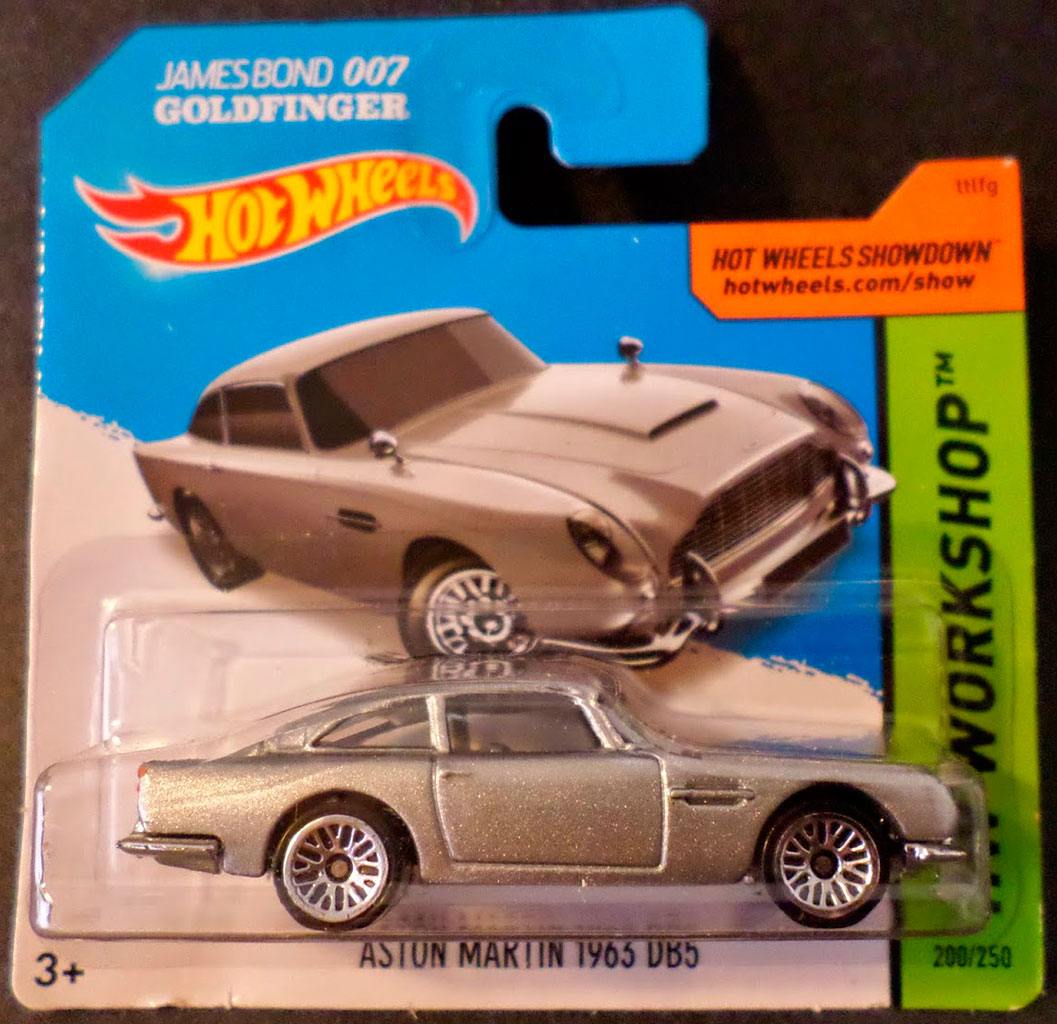 JAMES BOND 007
GOLDFINGER
HOT WHEELS
ttlfg
HOT WHEELS SHOWDOWN™
hotwheels.com/show
WORKSHOP™
ASTON MARTIN 1963 DB5
3+
200/250